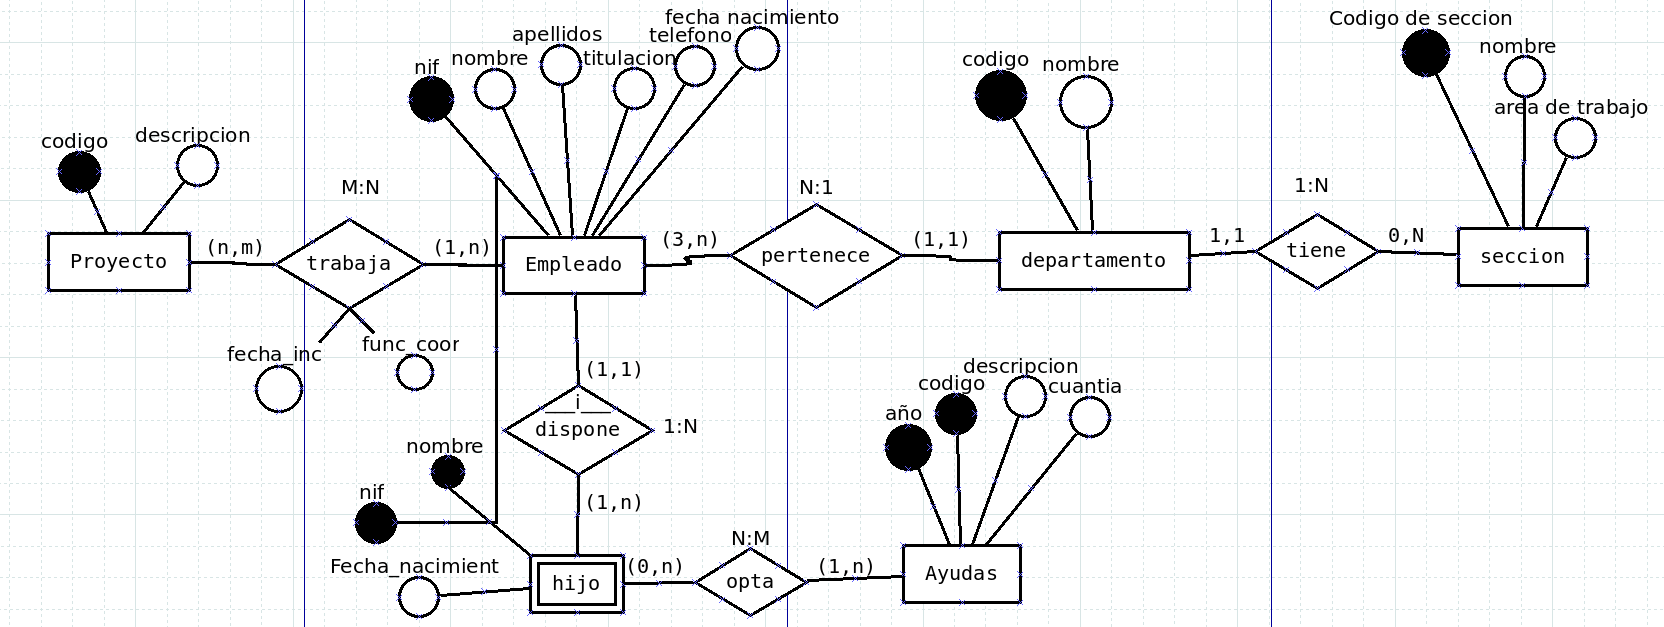 fecha nacimiento
Codigo de seccion
apellidos
telefono
nombre
nif
nombre
titulacion
codigo
nombre
area de trabajo
codigo
descripcion
M:N
N:1
1:N
(n,m)
(1,n)
(3,n)
(1,1)
1,1
0,N
Proyecto
trabaja
Empleado
pertenece
departamento
tiene
seccion
fecha_inc
func_coor
(1,1)
descripcion
codigo
cuantia
año
___i___
dispone
1:N
nombre
nif
(1,n)
N:M
Fecha_nacimient
(0,n)
(1,n)
hijo
opta
Ayudas